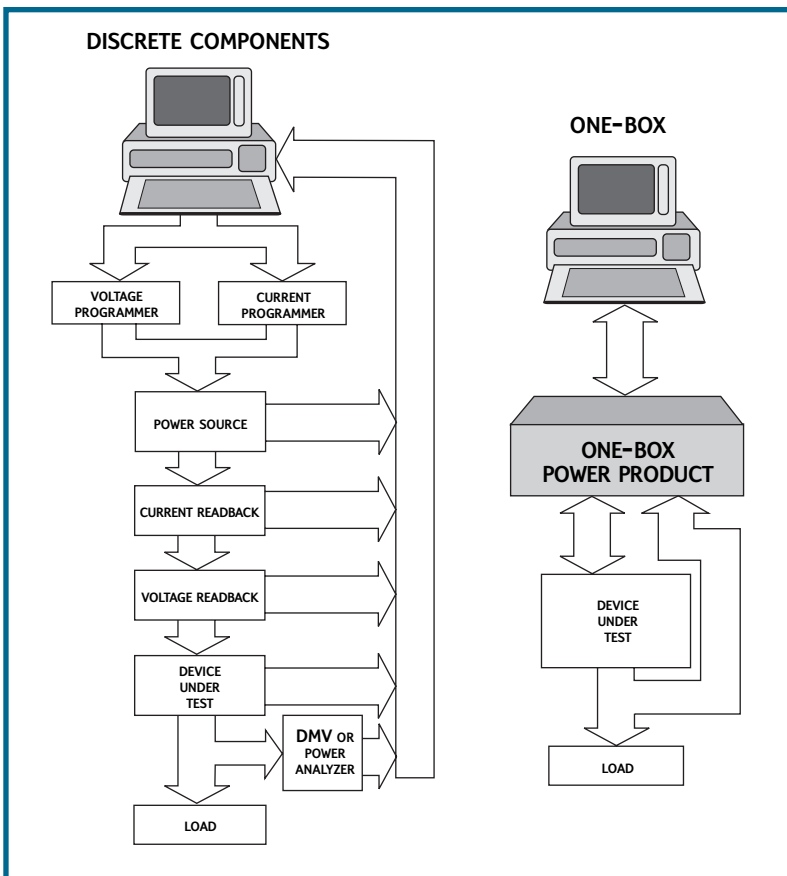 DISCRETE COMPONENTS
VOLTAGE
PROGRAMMER
CURRENT
PROGRAMMER
POWER SOURCE
CURRENT READBACK
VOLTAGE READBACK
DEVICE
UNDER
TEST
DMV OR
POWER
ANALYZER
LOAD
ONE-BOX
ONE-BOX
POWER PRODUCT
DEVICE
UNDER
TEST
LOAD